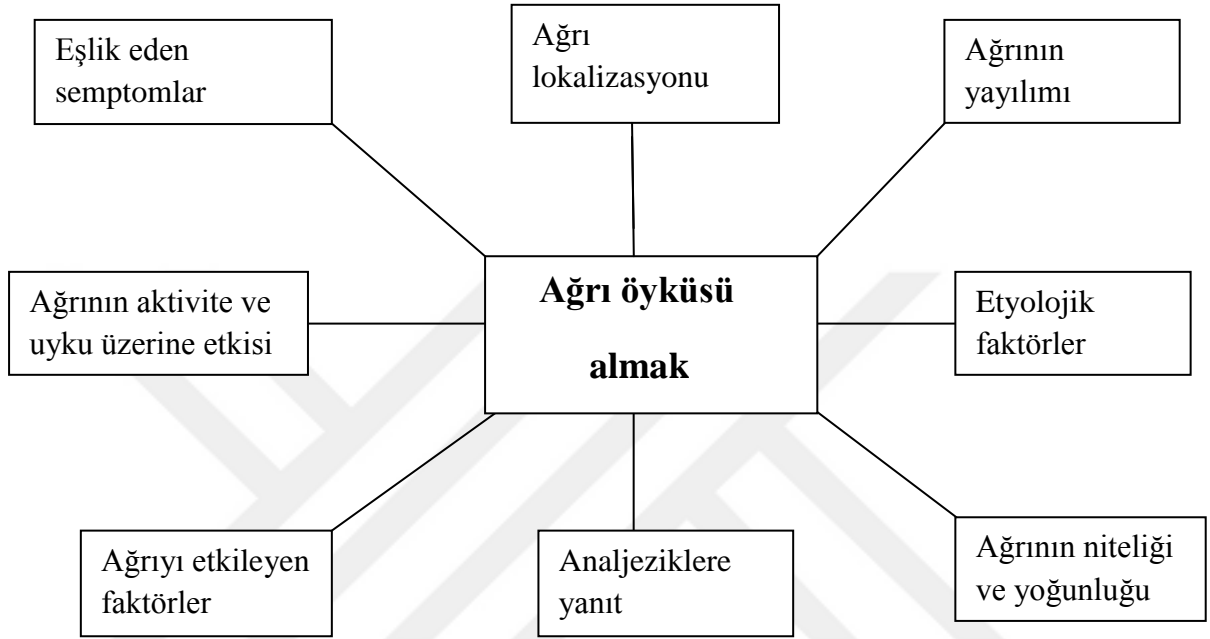 Eşlik eden
semptomlar
Ağrı
lokalizasyonu
Ağrının
yayılımı
Ağrının aktivite ve
uyku üzerine etkisi
Ağrı öyküsü
almak
Etyolojik
faktörler
Ağrıyı etkileyen
faktörler
Analjeziklere
yanıt
Ağrının niteliği
ve yoğunluğu